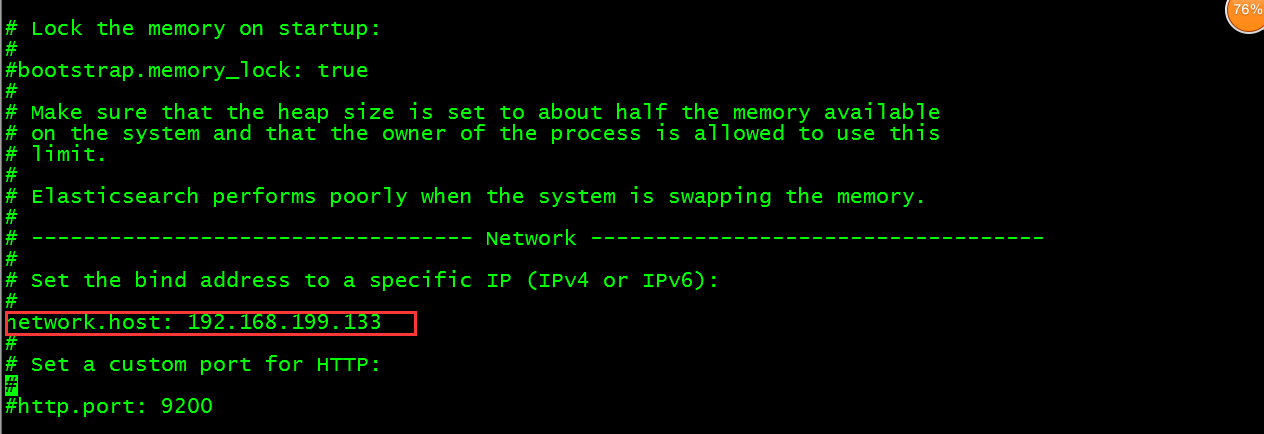 # Lock the memory on startup:
#
#bootstrap.memory_lock: true
#
# Make sure that the heap size is set to about half the memory available
# on the system and that the owner of the process is allowed to use this
# limit.
#
# Elasticsearch performs poorly when the system is swapping the memory.
#
# ---------------------------------- Network -----------------------------------
#
# Set the bind address to a specific IP (IPv4 or IPv6):
#
network.host: 192.168.199.133
#
# Set a custom port for HTTP:
#
#http.port: 9200
76%